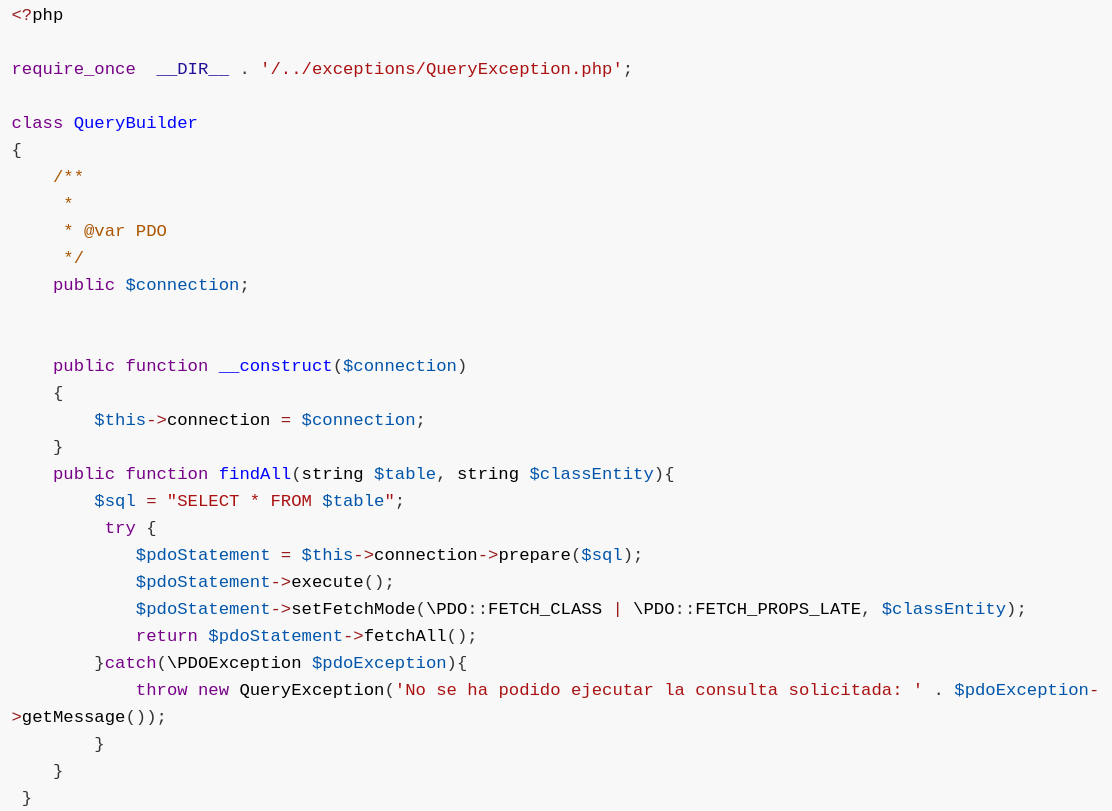 <?php

require_once  __DIR__ . '/../exceptions/QueryException.php';

class QueryBuilder
{
    /**
     *
     * @var PDO
     */
    public $connection;


    public function __construct($connection)
    {
        $this->connection = $connection;
    }
    public function findAll(string $table, string $classEntity){
        $sql = "SELECT * FROM $table";
         try {
            $pdoStatement = $this->connection->prepare($sql);
            $pdoStatement->execute();
            $pdoStatement->setFetchMode(\PDO::FETCH_CLASS | \PDO::FETCH_PROPS_LATE, $classEntity);
            return $pdoStatement->fetchAll();
        }catch(\PDOException $pdoException){
            throw new QueryException('No se ha podido ejecutar la consulta solicitada: ' . $pdoException-
>getMessage());
        }
    }
 }